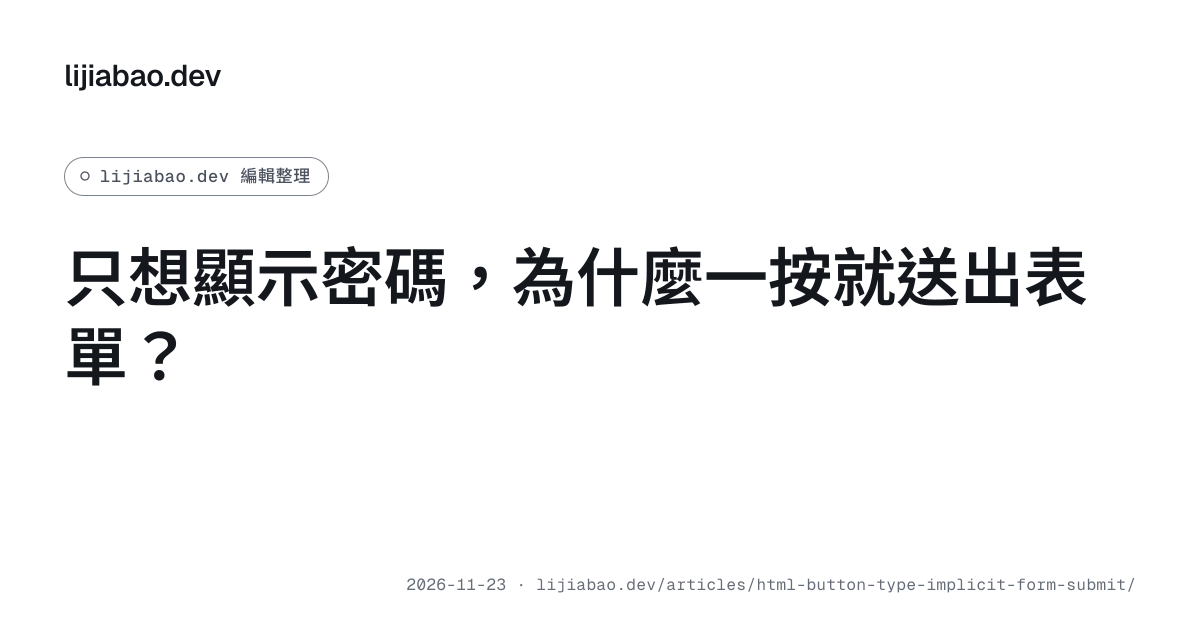 lijiabao.dev
lijiabao.dev 編輯整理
只想顯示密碼，為什麼一按就送出表
單？
2026-11-23 · lijiabao.dev/articles/html-button-type-implicit-form-submit/